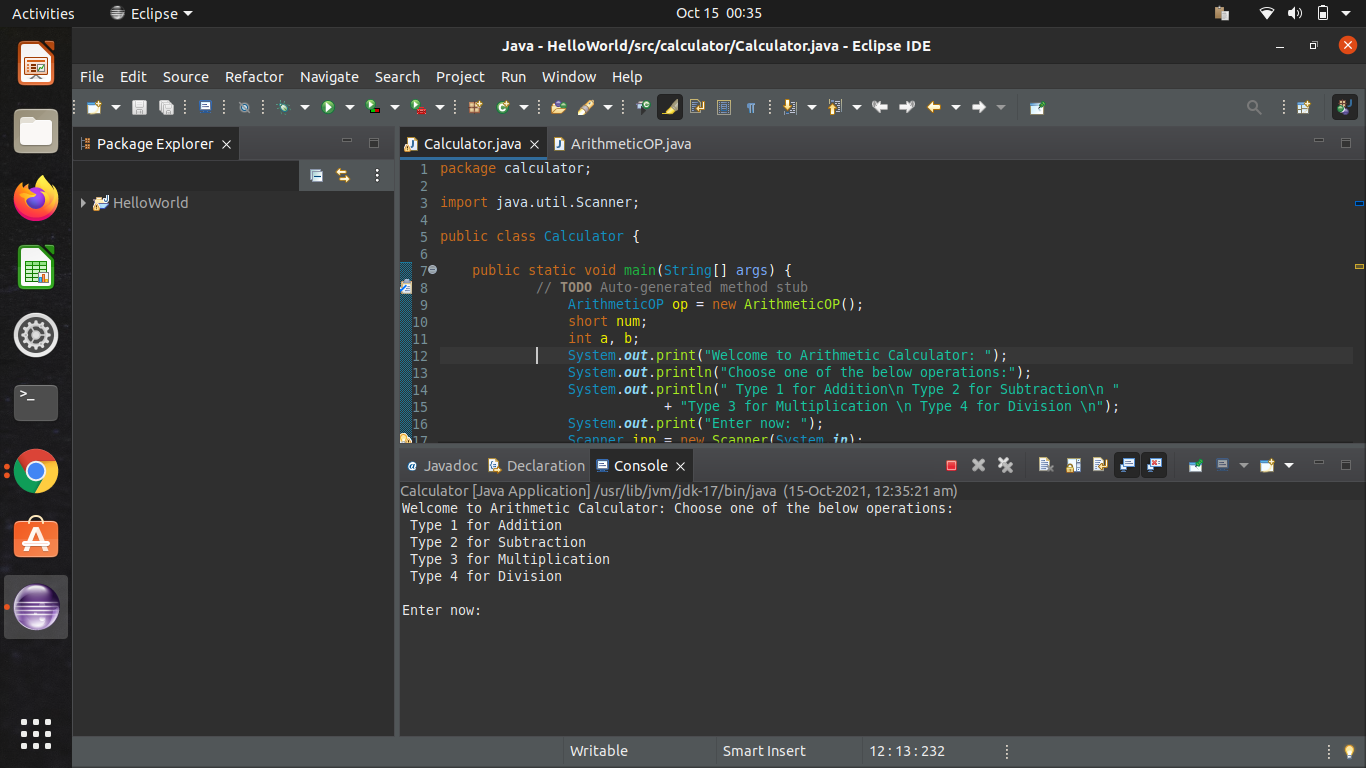 Activities Eclipse Oct 15 00:35
Java - HelloWorld/src/calculator/Calculator.java - Eclipse IDE
File Edit Source Refactor Navigate Search Project Run Window Help
Package Explorer
HelloWorld
Calculator.java ArithmeticOP.java
1 package calculator;
2
3 import java.util.Scanner;
4
5 public class Calculator {
6
7 public static void main(String[] args) {
8 // TODO Auto-generated method stub
9 ArithmeticOP op = new ArithmeticOP();
10 short num;
11 int a, b;
12 System.out.print("Welcome to Arithmetic Calculator: ");
13 System.out.println("Choose one of the below operations:");
14 System.out.println(" Type 1 for Addition\n Type 2 for Subtraction\n "
15 + "Type 3 for Multiplication \n Type 4 for Division \n");
16 System.out.print("Enter now: ");
17 Scanner inp = new Scanner(System.in);
Javadoc Declaration Console
Calculator [Java Application] /usr/lib/jvm/jdk-17/bin/java (15-Oct-2021, 12:35:21 am)
Welcome to Arithmetic Calculator: Choose one of the below operations:
Type 1 for Addition
Type 2 for Subtraction
Type 3 for Multiplication
Type 4 for Division
Enter now:
Writable Smart Insert 12 : 13 : 232